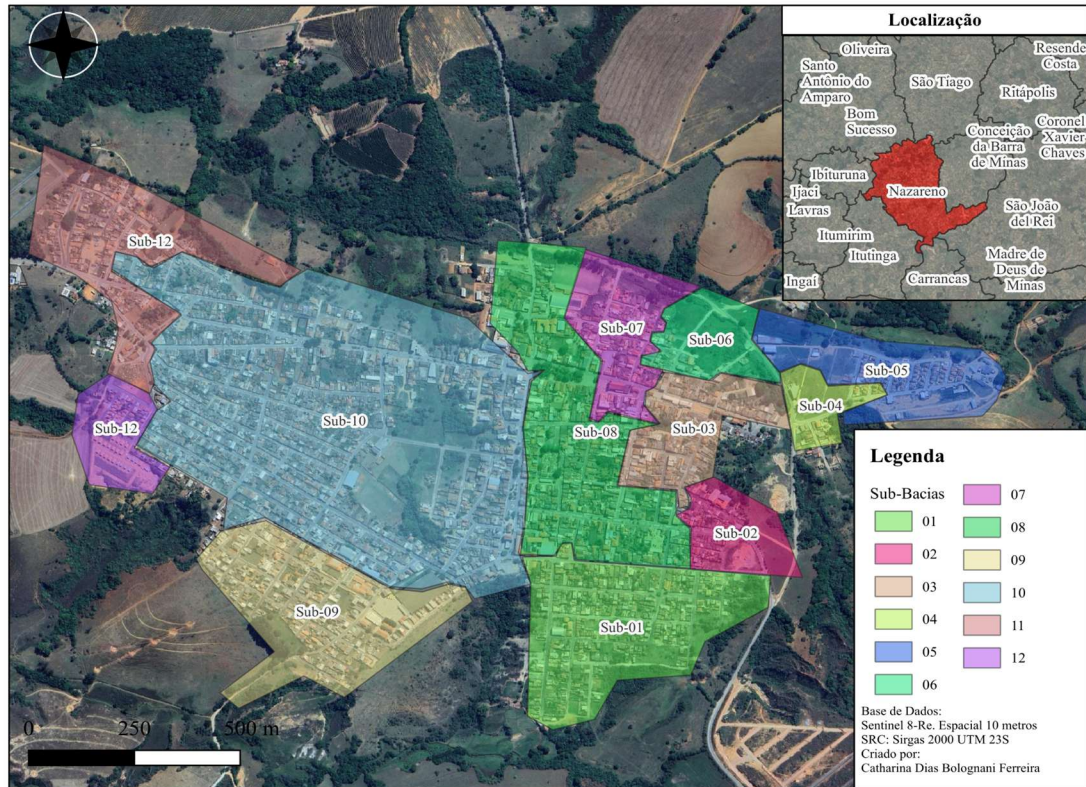 Localização
Oliveira
Resende
Costa
Santo
Antônio do
Amparo
São Tiago
Ritápolis
Bom
Sucesso
Coronel
Xavier
Chaves
Conceição
da Barra
de Minas
Ibituruna
Ijaci
Nazareno
Lavras
São João
del Rei
Itumirim
Itutinga
Madre de
Deus de
Minas
Ingaí
Carrancas
Sub-12
Sub-07
Sub-06
Sub-05
Sub-04
Sub-10
Sub-12
Sub-08
Sub-03
Sub-02
Sub-09
Sub-01
Legenda
Sub-Bacias
01
02
03
04
05
06
07
08
09
10
11
12
Base de Dados:
Sentinel 8-Re. Espacial 10 metros
SRC: Sirgas 2000 UTM 23S
Criado por:
Catharina Dias Bolognani Ferreira
0 250 500 m